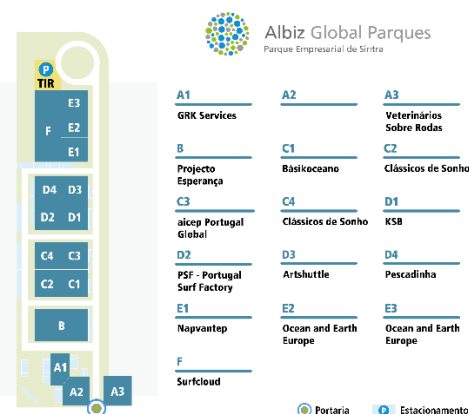 Albiz Global Parques
Parque Empresarial de Sintra
P
TIR
E3
F
E2
E1
D4 D3
D2 D1
C4 C3
C2 C1
B
A1
A2
A3
A1
GRK Services
A2
A3
Veterinários
Sobre Rodas
B
Projecto
Esperança
C1
Básikoceano
C2
Clássicos de Sonho
C3
aicep Portugal
Global
C4
Clássicos de Sonho
D1
KSB
D2
PSF - Portugal
Surf Factory
D3
Artshuttle
D4
Pescadinha
E1
Napvantep
E2
Ocean and Earth
Europe
E3
Ocean and Earth
Europe
F
Surfcloud
Portaria
P Estacionamento